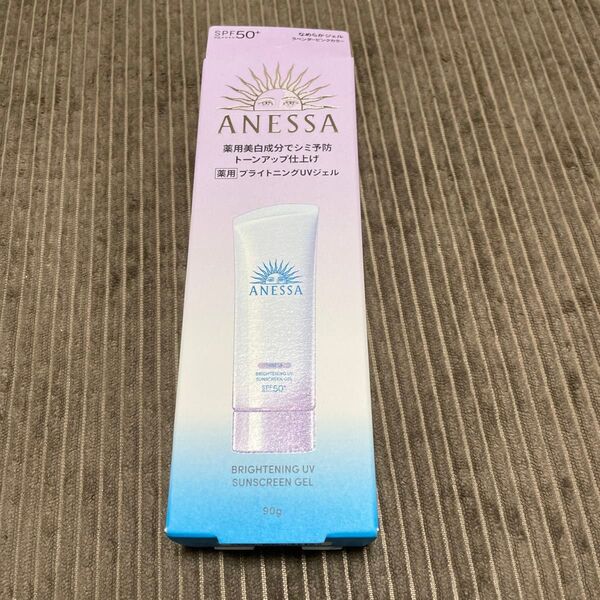 SPF50+
PA++++
なめらかジェル
ラベンダーピンクカラー
ANESSA
薬用美白成分でシミ予防
トーンアップ仕上げ
薬用 ブライトニングUVジェル
ANESSA
BRIGHTENING UV
SUNSCREEN GEL
SPF50+
BRIGHTENING UV
SUNSCREEN GEL
90g